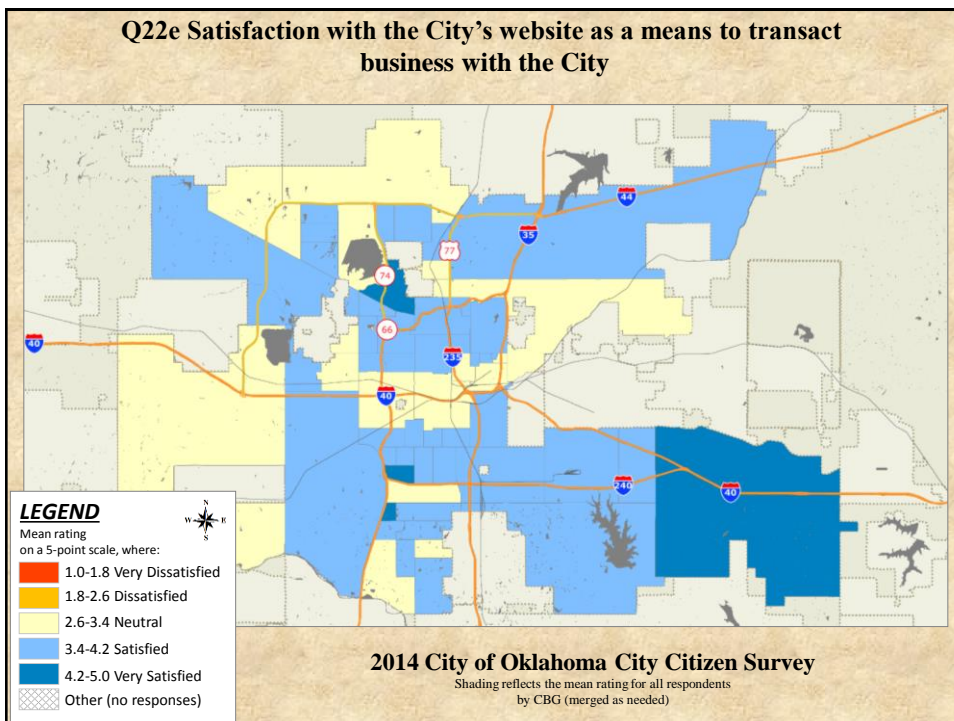 Q22e Satisfaction with the City's website as a means to transact
business with the City
44
35
77
74
66
40
235
40
240
40
LEGEND
N
W
E
S
Mean rating
on a 5-point scale, where:
1.0-1.8 Very Dissatisfied
1.8-2.6 Dissatisfied
2.6-3.4 Neutral
3.4-4.2 Satisfied
4.2-5.0 Very Satisfied
Other (no responses)
2014 City of Oklahoma City Citizen Survey
Shading reflects the mean rating for all respondents
by CBG (merged as needed)